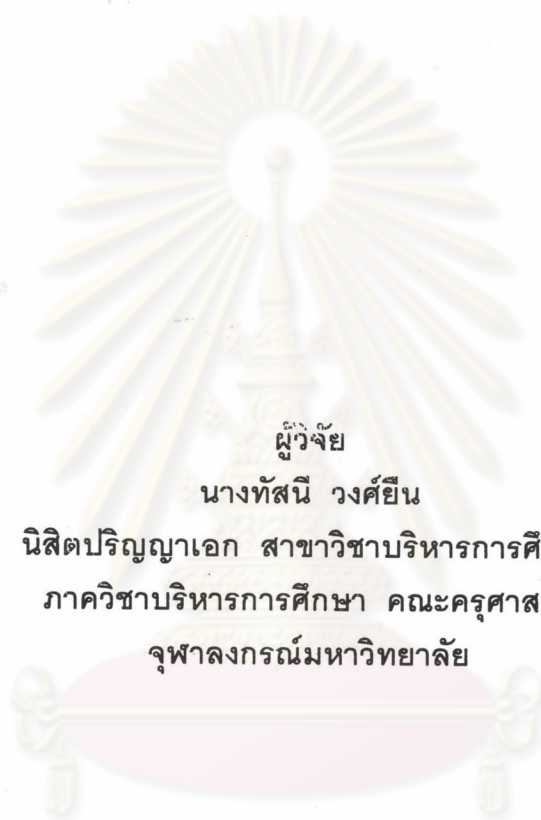 ผู้วิจัย
นางทัสนี วงศ์ยืน
นิสิตปริญญาเอก สาขาวิชาบริหารการศึ
ภาควิชาบริหารการศึกษา คณะครุศาส
จุฬาลงกรณ์มหาวิทยาลัย